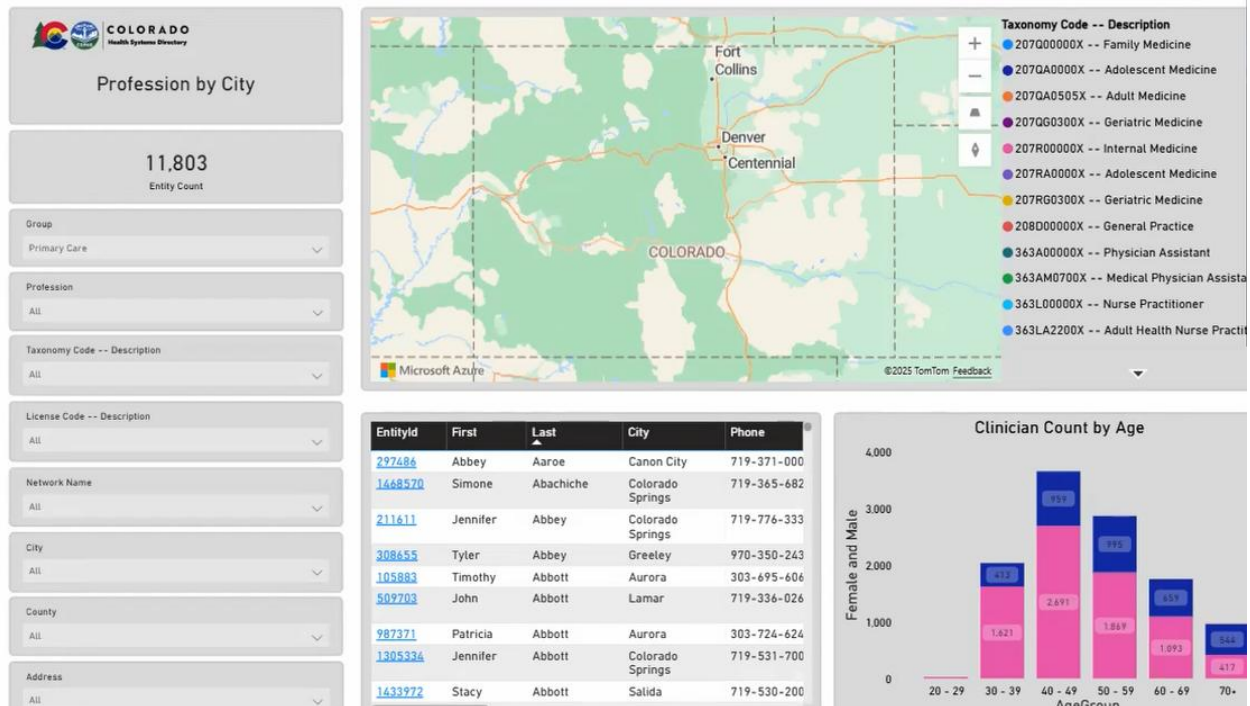 COLORADO
Health Systems Directory
Profession by City
11,803
Entity Count
Group
Primary Care
Profession
All
Taxonomy Code -- Description
All
License Code -- Description
All
Network Name
All
City
All
County
All
Address
All
Fort
Collins
Denver
Centennial
COLORADO
Microsoft Azure
©2025 TomTom Feedback
Taxonomy Code -- Description
207Q00000X -- Family Medicine
207QA0000X -- Adolescent Medicine
207QA0505X -- Adult Medicine
207QG0300X -- Geriatric Medicine
207R00000X -- Internal Medicine
207RA0000X -- Adolescent Medicine
207RG0300X -- Geriatric Medicine
208D00000X -- General Practice
363A00000X -- Physician Assistant
363AM0700X -- Medical Physician Assista
363L00000X -- Nurse Practitioner
363LA2200X -- Adult Health Nurse Practit
EntityId First Last City Phone
297486 Abbey Aaroe Canon City 719-371-000
1468570 Simone Abachiche Colorado Springs 719-365-682
211611 Jennifer Abbey Colorado Springs 719-776-333
308655 Tyler Abbey Greeley 970-350-243
105883 Timothy Abbott Aurora 303-695-606
509703 John Abbott Lamar 719-336-026
987371 Patricia Abbott Aurora 303-724-624
1305334 Jennifer Abbott Colorado Springs 719-531-700
1433972 Stacy Abbott Salida 719-530-200
Clinician Count by Age
Female and Male
4,000
3,000
2,000
1,000
0
413
1,621
959
2,691
995
1,869
659
1,093
544
417
20 - 29 30 - 39 40 - 49 50 - 59 60 - 69 70+
AgeGroup